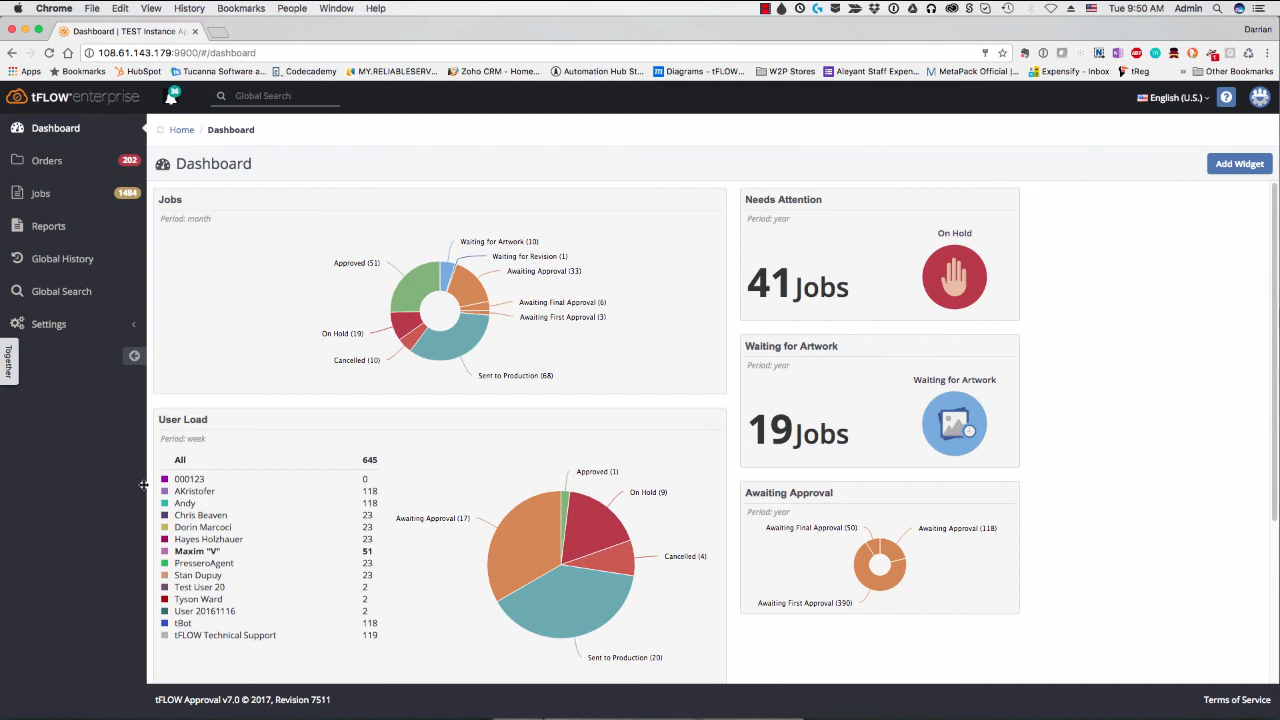 Chrome File Edit View History Bookmarks People Window Help Tue 9:50 AM Admin
Dashboard | TEST Instance Ap Darrian
108.61.143.179:9900/#/dashboard
Apps Bookmarks HubSpot Tucanna Software a... Codecademy MY.RELIABLESERV... Zoho CRM - Home... Automation Hub St... Diagrams - tFLOW... W2P Stores Aleyant Staff Expen... MetaPack Official |... Expensify - Inbox tReg » Other Bookmarks
tFLOW enterprise 36 Global Search English (U.S.) ?
Dashboard
Orders 202
Jobs 1484
Reports
Global History
Global Search
Settings
Together
Home / Dashboard
Dashboard Add Widget
Jobs
Period: month
Waiting for Artwork (10)
Waiting for Revision (1)
Approved (51)
Awaiting Approval (33)
Awaiting Final Approval (6)
Awaiting First Approval (3)
On Hold (19)
Cancelled (10)
Sent to Production (68)
Needs Attention
Period: year
On Hold
41 Jobs
Waiting for Artwork
Period: year
Waiting for Artwork
19 Jobs
User Load
Period: week
All 645
000123 0
AKristofer 118
Andy 118
Chris Beaven 23
Dorin Marcoci 23
Hayes Holzhauer 23
Maxim "V" 51
PresseroAgent 23
Stan Dupuy 23
Test User 20 2
Tyson Ward 2
User 20161116 2
tBot 118
tFLOW Technical Support 119
Approved (1)
On Hold (9)
Awaiting Approval (17)
Cancelled (4)
Sent to Production (20)
Awaiting Approval
Period: year
Awaiting Final Approval (50)
Awaiting Approval (118)
Awaiting First Approval (390)
tFLOW Approval v7.0 © 2017, Revision 7511 Terms of Service